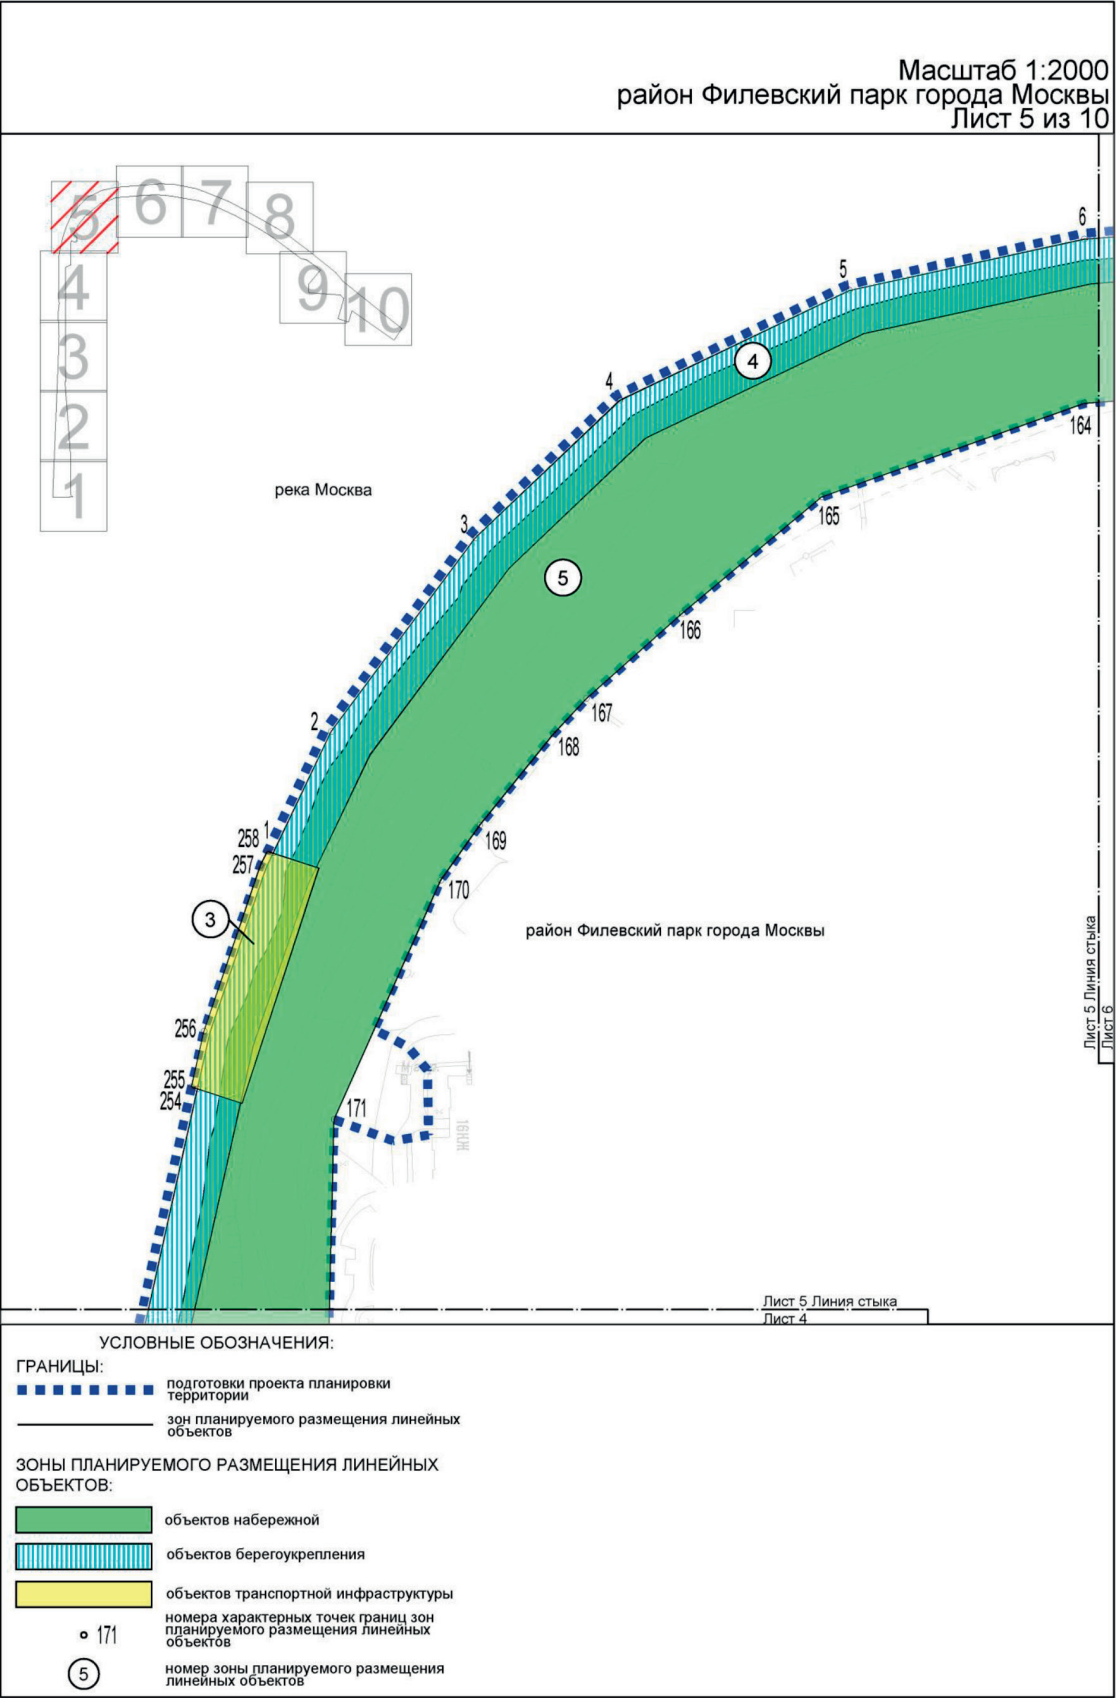 Масштаб 1:2000
район Филевский парк города Москвы
Лист 5 из 10
5
6
7
8
9
10
4
3
2
1
6
5
4
4
164
река Москва
165
3
5
166
2
167
168
1
258
169
257
170
3
район Филевский парк города Москвы
256
255
254
171
16КЖ
Лист 5 Линия стыка
Лист 6
Лист 5 Линия стыка
Лист 4
УСЛОВНЫЕ ОБОЗНАЧЕНИЯ:
ГРАНИЦЫ:
подготовки проекта планировки
территории
зон планируемого размещения линейных
объектов
ЗОНЫ ПЛАНИРУЕМОГО РАЗМЕЩЕНИЯ ЛИНЕЙНЫХ
ОБЪЕКТОВ:
объектов набережной
объектов берегоукрепления
объектов транспортной инфраструктуры
171
номера характерных точек границ зон
планируемого размещения линейных
объектов
5
номер зоны планируемого размещения
линейных объектов